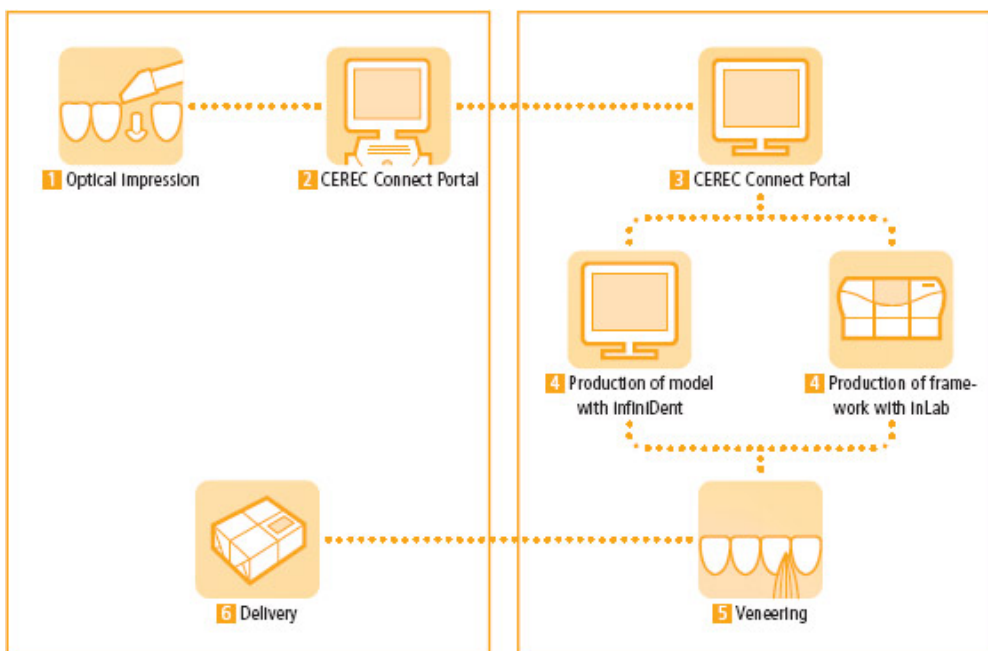 1 Optical Impression
2 CEREC Connect Portal
3 CEREC Connect Portal
4 Production of model
with infiniDent
4 Production of frame-
work with inLab
5 Veneering
6 Delivery